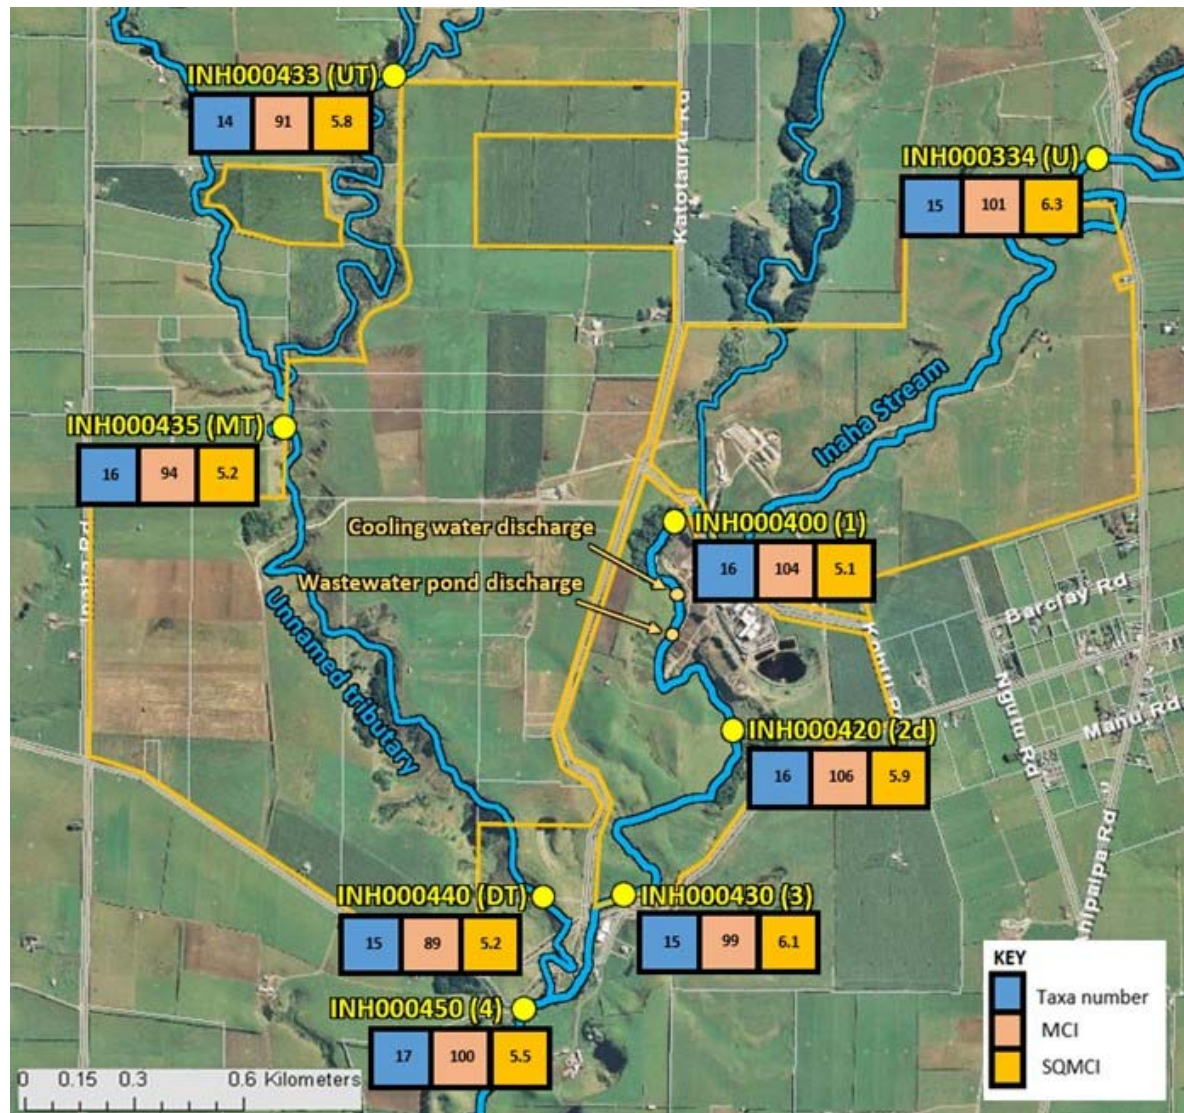 INH000433 (UT)
14 91 5.8
Katotauru Rd
INH000334 (U)
15 101 6.3
Inaha Stream
INH000435 (MT)
16 94 5.2
Cooling water discharge
INH000400 (1)
16 104 5.1
Wastewater pond discharge
Barclay Rd
Unnamed tributary
Ngutu Rd
Manu Rd
INH000420 (2d)
16 106 5.9
INH000440 (DT)
15 89 5.2
INH000430 (3)
15 99 6.1
INH000450 (4)
17 100 5.5
KEY
Taxa number
MCI
SQMCI
0 0.15 0.3 0.6 Kilometers